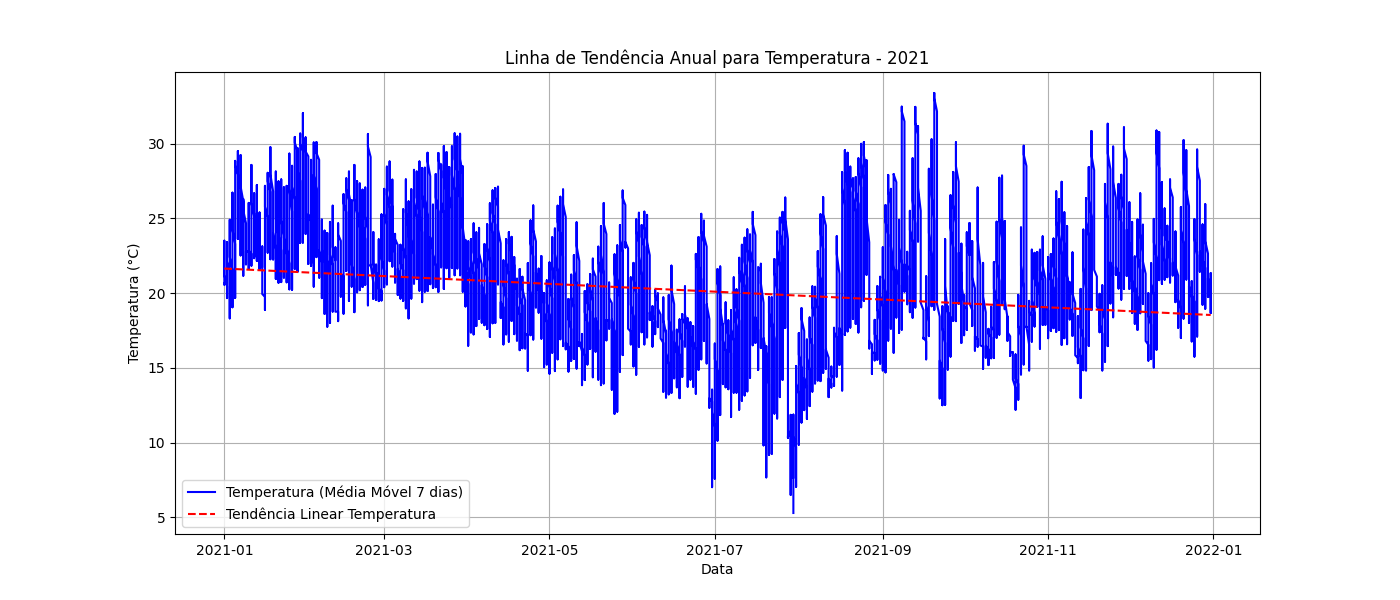 Linha de Tendência Anual para Temperatura - 2021
Temperatura (°C)
30
25
20
15
10
5
Temperatura (Média Móvel 7 dias)
Tendência Linear Temperatura
2021-01
2021-03
2021-05
2021-07
2021-09
2021-11
2022-01
Data